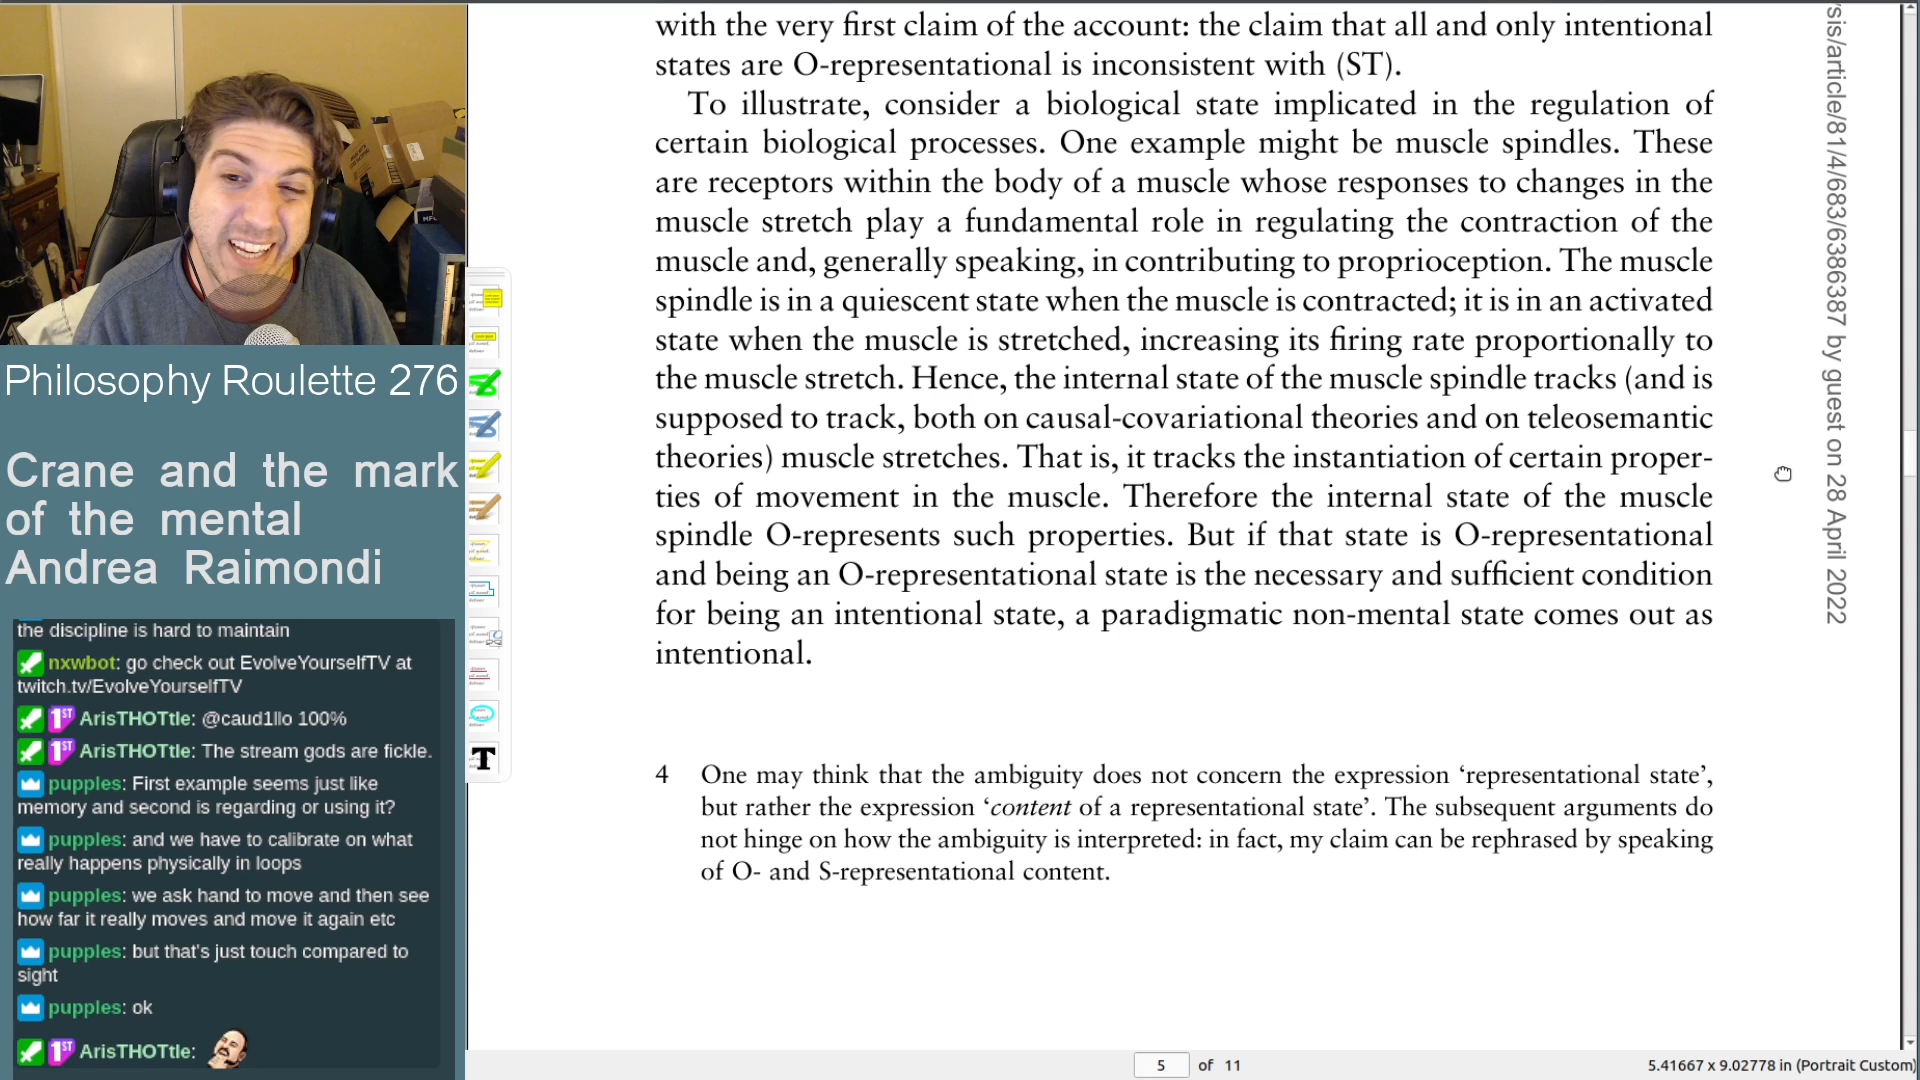 with the very first claim of the account: the claim that all and only intentional
states are O-representational is inconsistent with (ST).
To illustrate, consider a biological state implicated in the regulation of
certain biological processes. One example might be muscle spindles. These
are receptors within the body of a muscle whose responses to changes in the
muscle stretch play a fundamental role in regulating the contraction of the
muscle and, generally speaking, in contributing to proprioception. The muscle
spindle is in a quiescent state when the muscle is contracted; it is in an activated
state when the muscle is stretched, increasing its firing rate proportionally to
the muscle stretch. Hence, the internal state of the muscle spindle tracks (and is
supposed to track, both on causal-covariational theories and on teleosemantic
theories) muscle stretches. That is, it tracks the instantiation of certain proper-
ties of movement in the muscle. Therefore the internal state of the muscle
spindle O-represents such properties. But if that state is O-representational
and being an O-representational state is the necessary and sufficient condition
for being an intentional state, a paradigmatic non-mental state comes out as
intentional.
4 One may think that the ambiguity does not concern the expression ‘representational state’,
but rather the expression ‘content of a representational state’. The subsequent arguments do
not hinge on how the ambiguity is interpreted: in fact, my claim can be rephrased by speaking
of O- and S-representational content.
sis/article/81/4/683/6386387 by guest on 28 April 2022
Philosophy Roulette 276
Crane and the mark
of the mental
Andrea Raimondi
the discipline is hard to maintain
nxwbot: go check out EvolveYourselfTV at
twitch.tv/EvolveYourselfTV
1ST ArisTHOTtle: @caud1llo 100%
1ST ArisTHOTtle: The stream gods are fickle.
pupples: First example seems just like
memory and second is regarding or using it?
pupples: and we have to calibrate on what
really happens physically in loops
pupples: we ask hand to move and then see
how far it really moves and move it again etc
pupples: but that's just touch compared to
sight
pupples: ok
1ST ArisTHOTtle:
T
5 of 11
5.41667 x 9.02778 in (Portrait Custom)